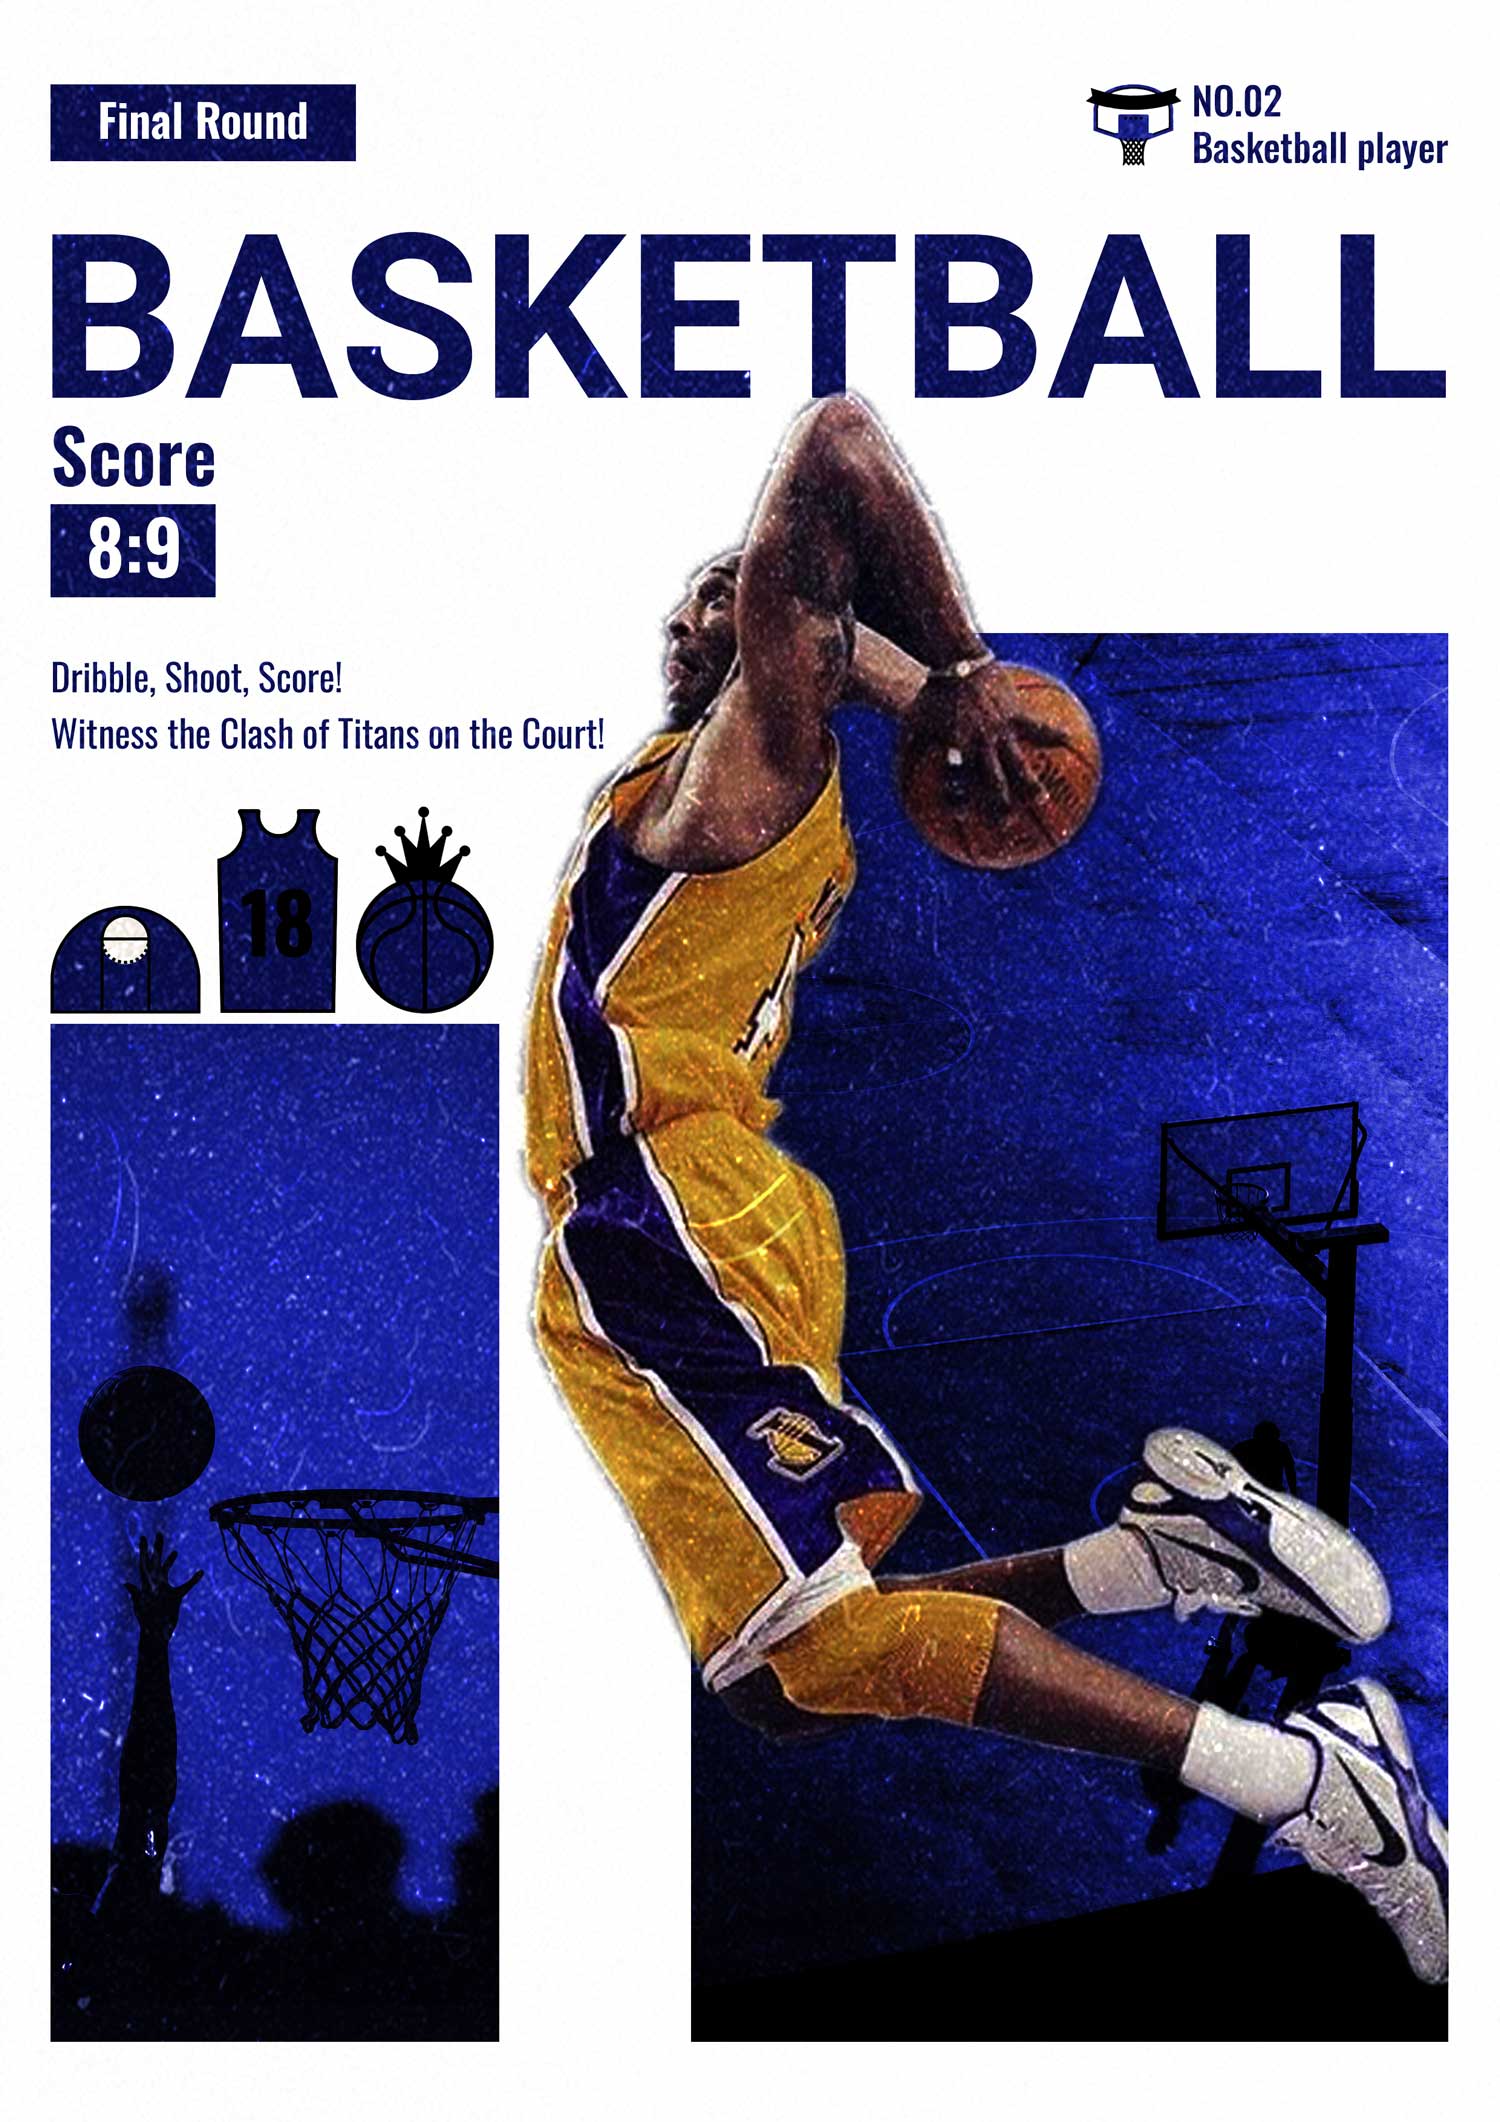 Final Round
NO.02
Basketball player
BASKETBALL
Score
8:9
Dribble, Shoot, Score!
Witness the Clash of Titans on the Court!
18